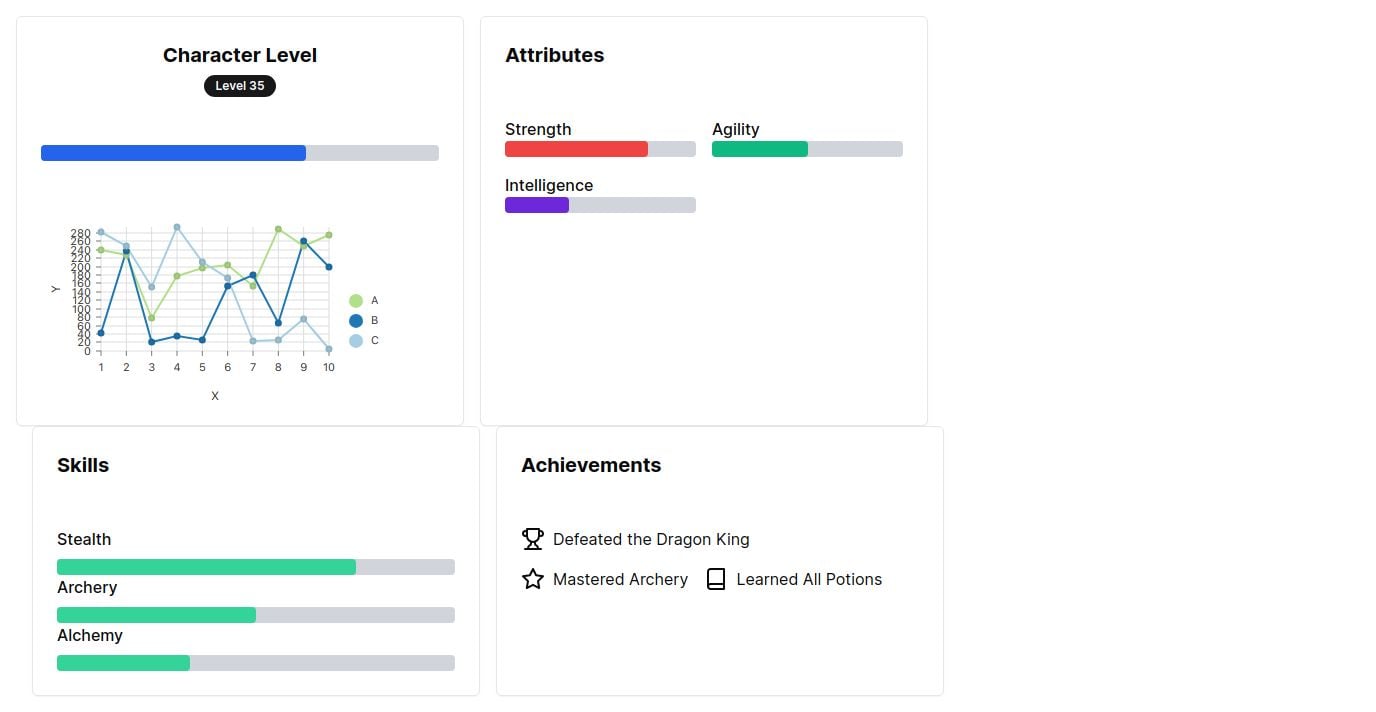 Character Level
Level 35
280
260
240
220
200
180
160
140
120
100
80
60
40
20
0
Y
1 2 3 4 5 6 7 8 9 10
X
A
B
C
Attributes
Strength Agility
Intelligence
Skills
Stealth
Archery
Alchemy
Achievements
Defeated the Dragon King
Mastered Archery Learned All Potions